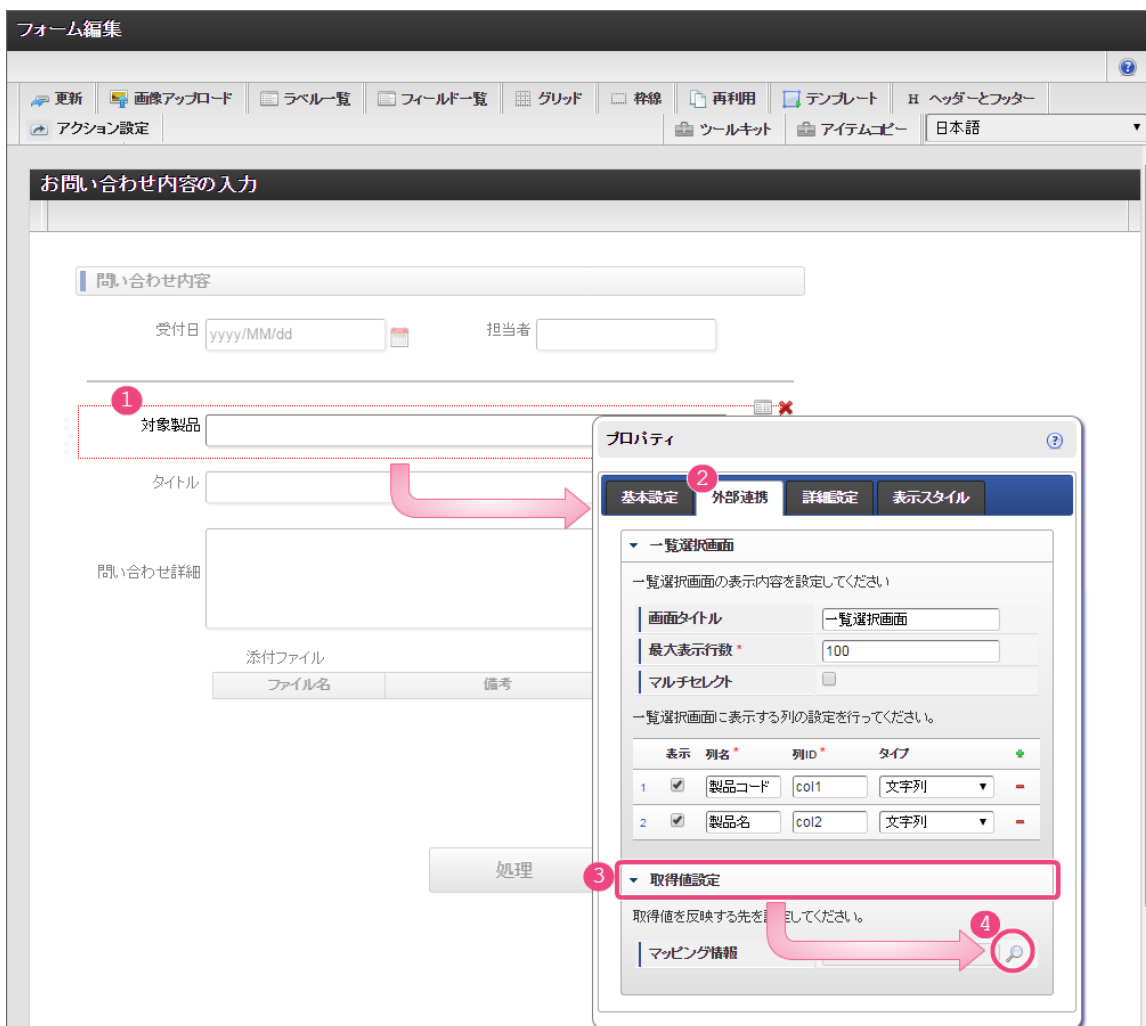 フォーム編集
更新 画像アップロード ラベル一覧 フィールド一覧 グリッド 枠線 再利用 テンプレート H ヘッダーとフッター
アクション設定 ツールキット アイテムコピー 日本語
お問い合わせ内容の入力
問い合わせ内容
受付日 yyyy/MM/dd 担当者
1
対象製品
タイトル
問い合わせ詳細
添付ファイル
ファイル名 備考
処理
プロパティ
2
基本設定 外部連携 詳細設定 表示スタイル
一覧選択画面
一覧選択画面の表示内容を設定してください
画面タイトル 一覧選択画面
最大表示行数 * 100
マルチセレクト
一覧選択画面に表示する列の設定を行ってください。
表示 列名 * 列ID * タイプ
1 製品コード col1 文字列
2 製品名 col2 文字列
3 取得値設定
取得値を反映する先を定してください。
4
マッピング情報